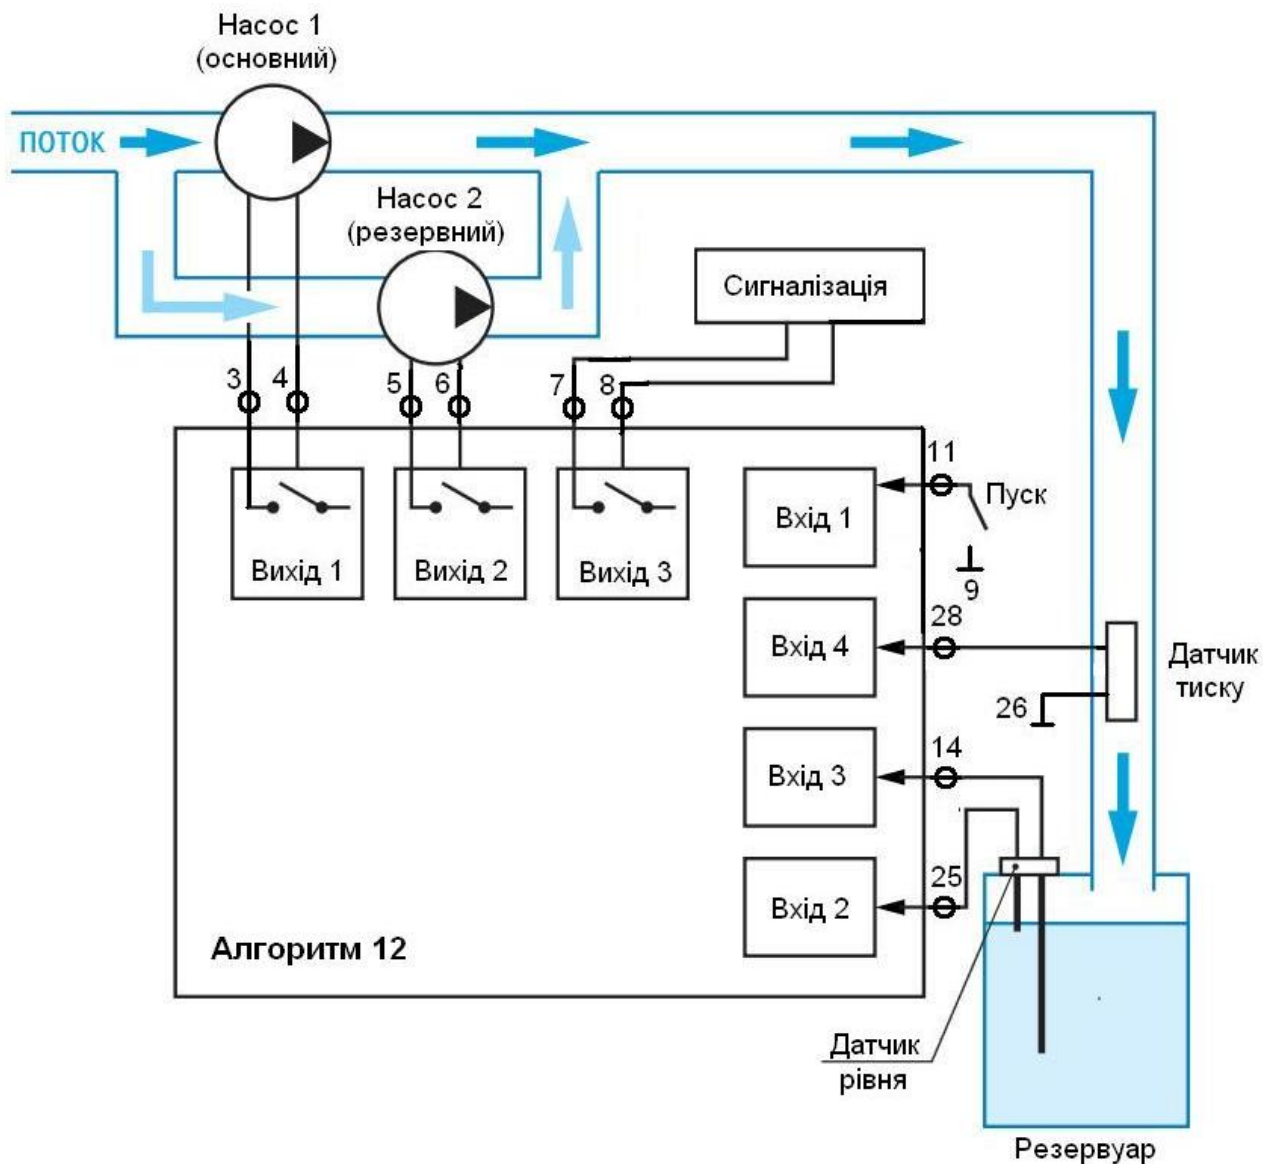 Насос 1
(основний)
ПОТОК
Насос 2
(резервний)
Сигналізація
3
4
5
6
7
8
11
Пуск
Вхід 1
9
Вихід 1
Вихід 2
Вихід 3
28
Вхід 4
Датчик
тиску
26
14
Вхід 3
25
Вхід 2
Алгоритм 12
Датчик
рівня
Резервуар